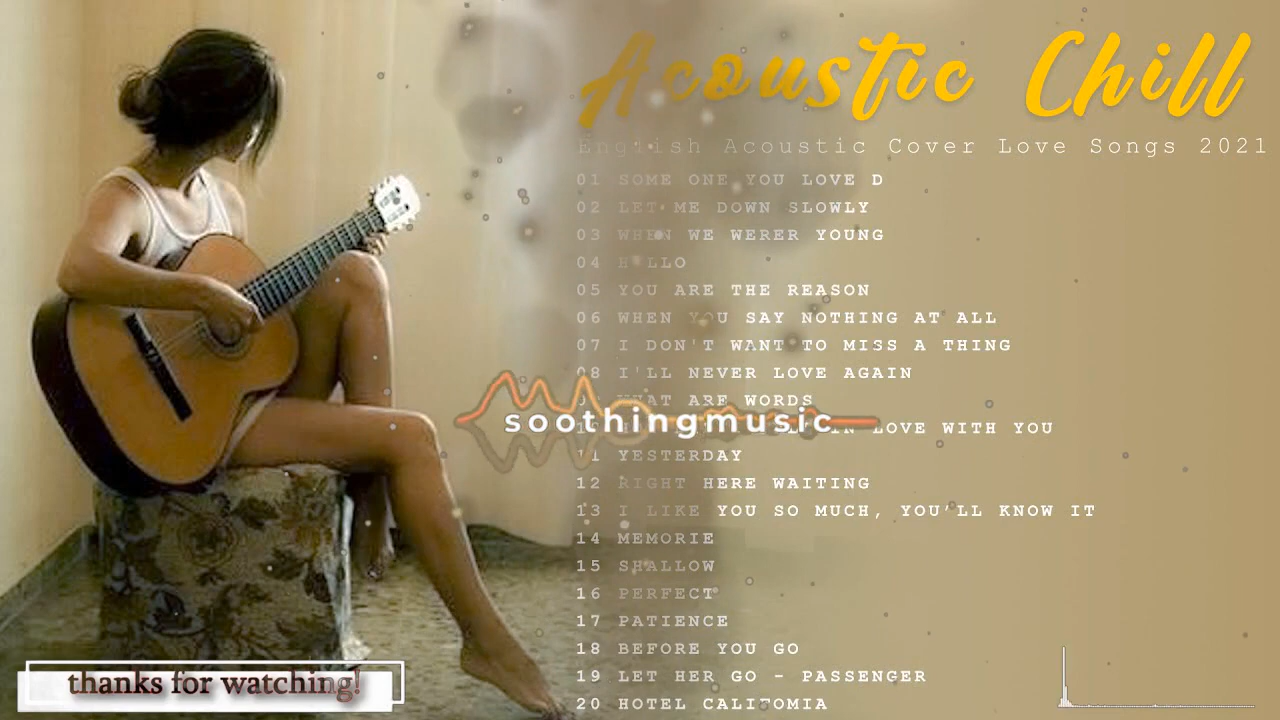 Acoustic Chill
English Acoustic Cover Love Songs 2021
01 SOME ONE YOU LOVE D
02 LET ME DOWN SLOWLY
03 WHEN WE WERER YOUNG
04 HELLO
05 YOU ARE THE REASON
06 WHEN YOU SAY NOTHING AT ALL
07 I DON'T WANT TO MISS A THING
08 I'LL NEVER LOVE AGAIN
WHAT ARE WORDS
soothingmusic
IN LOVE WITH YOU
11 YESTERDAY
12 RIGHT HERE WAITING
13 I LIKE YOU SO MUCH, YOU'LL KNOW IT
14 MEMORIE
15 SHALLOW
16 PERFECT
17 PATIENCE
18 BEFORE YOU GO
19 LET HER GO - PASSENGER
20 HOTEL CALIFOMIA
thanks for watching!